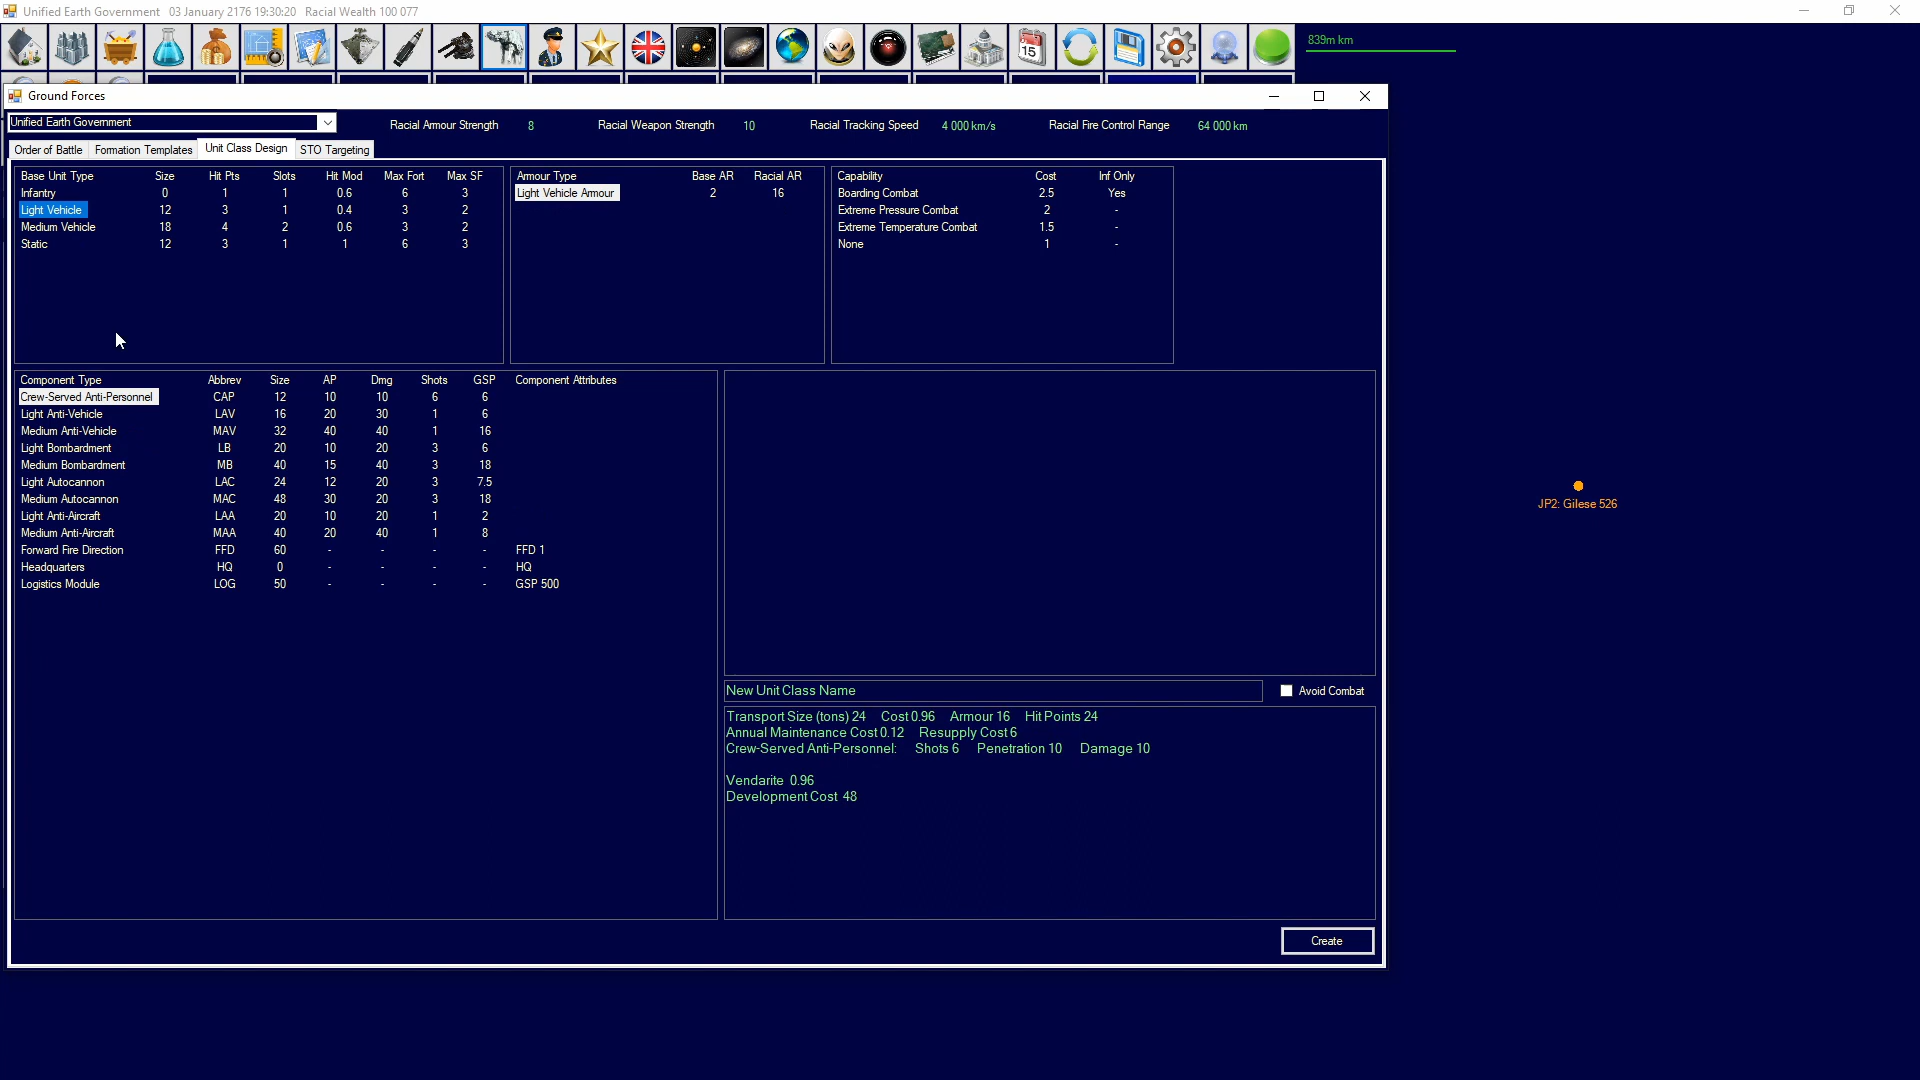 Unified Earth Government   03 January 2176 19:30:20   Racial Wealth 100 077
15
839m km
Ground Forces
Unified Earth Government   Racial Armour Strength 8   Racial Weapon Strength 10   Racial Tracking Speed 4 000 km/s   Racial Fire Control Range 64 000 km
Order of Battle   Formation Templates   Unit Class Design   STO Targeting
Base Unit Type   Size   Hit Pts   Slots   Hit Mod   Max Fort   Max SF
Infantry   0   1   1   0.6   6   3
Light Vehicle   12   3   1   0.4   3   2
Medium Vehicle   18   4   2   0.6   3   2
Static   12   3   1   1   6   3
Armour Type   Base AR   Racial AR
Light Vehicle Armour   2   16
Capability   Cost   Inf Only
Boarding Combat   2.5   Yes
Extreme Pressure Combat   2   -
Extreme Temperature Combat   1.5   -
None   1   -
Component Type   Abbrev   Size   AP   Dmg   Shots   GSP   Component Attributes
Crew-Served Anti-Personnel   CAP   12   10   10   6   6
Light Anti-Vehicle   LAV   16   20   30   1   6
Medium Anti-Vehicle   MAV   32   40   40   1   16
Light Bombardment   LB   20   10   20   3   6
Medium Bombardment   MB   40   15   40   3   18
Light Autocannon   LAC   24   12   20   3   7.5
Medium Autocannon   MAC   48   30   20   3   18
Light Anti-Aircraft   LAA   20   10   20   1   2
Medium Anti-Aircraft   MAA   40   20   40   1   8
Forward Fire Direction   FFD   60   -   -   -   -   FFD 1
Headquarters   HQ   0   -   -   -   -   HQ
Logistics Module   LOG   50   -   -   -   -   GSP 500
JP2: Gilese 526
New Unit Class Name   Avoid Combat
Transport Size (tons) 24   Cost 0.96   Armour 16   Hit Points 24
Annual Maintenance Cost 0.12   Resupply Cost 6
Crew-Served Anti-Personnel:   Shots 6   Penetration 10   Damage 10
Vendarite 0.96
Development Cost 48
Create